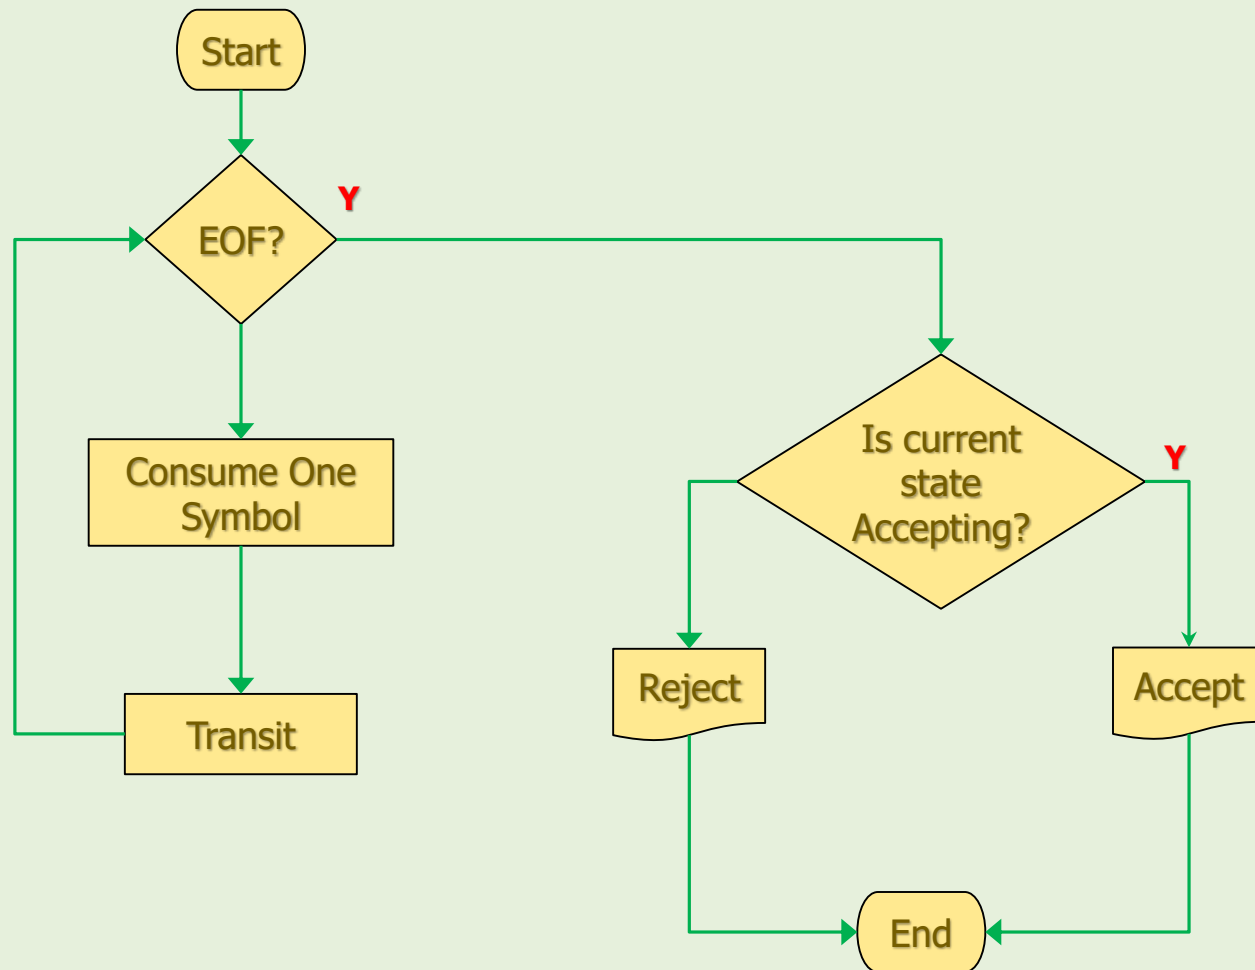 Start
Y
EOF?
Consume One
Symbol
Transit
Is current
state
Accepting?
Y
Reject
Accept
End